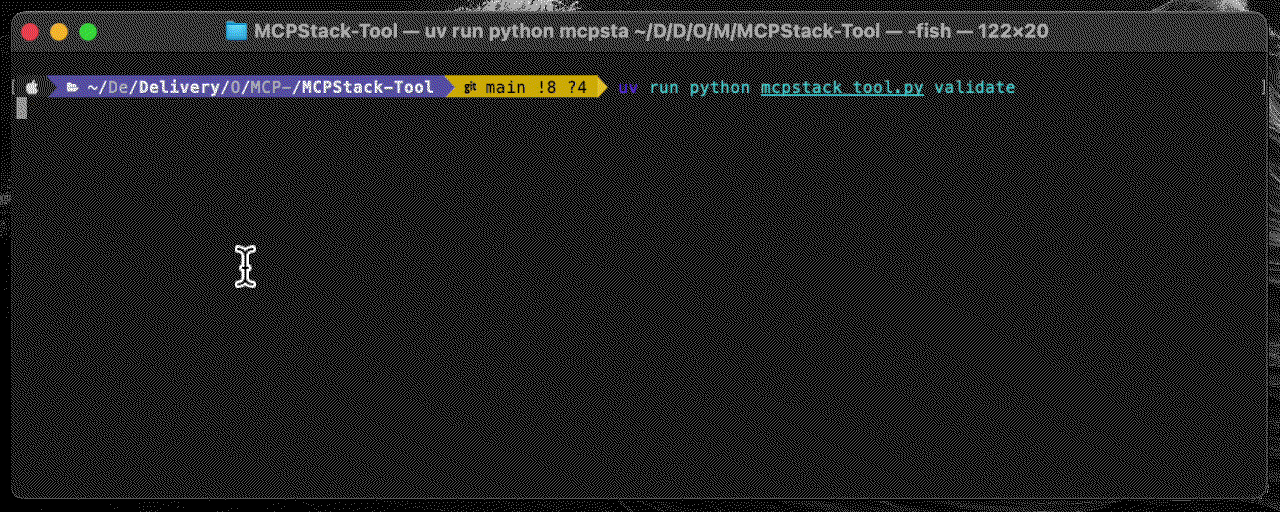 MCPStack-Tool — uv run python mcpsta ~/D/D/O/M/MCPStack-Tool — -fish — 122×20
~/De/Delivery/O/MCP-/MCPStack-Tool git main !8 ?4 uv run python mcpstack_tool.py validate